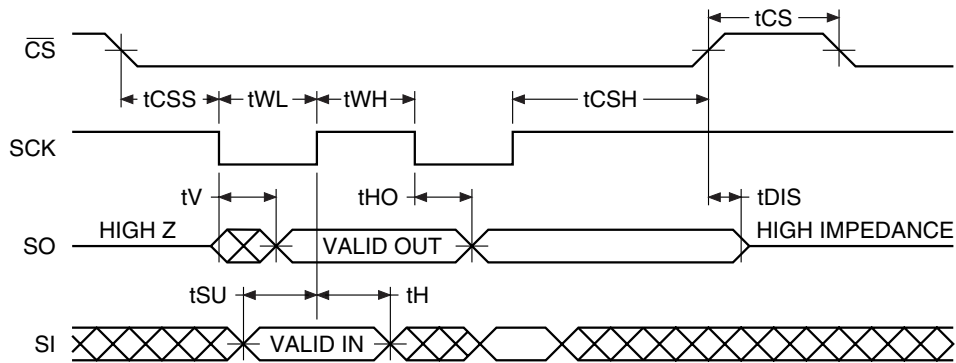 tCS
CS
tCSS tWL tWH tCSH
SCK
tV tHO tDIS
HIGH Z HIGH IMPEDANCE
SO VALID OUT
tSU tH
SI VALID IN